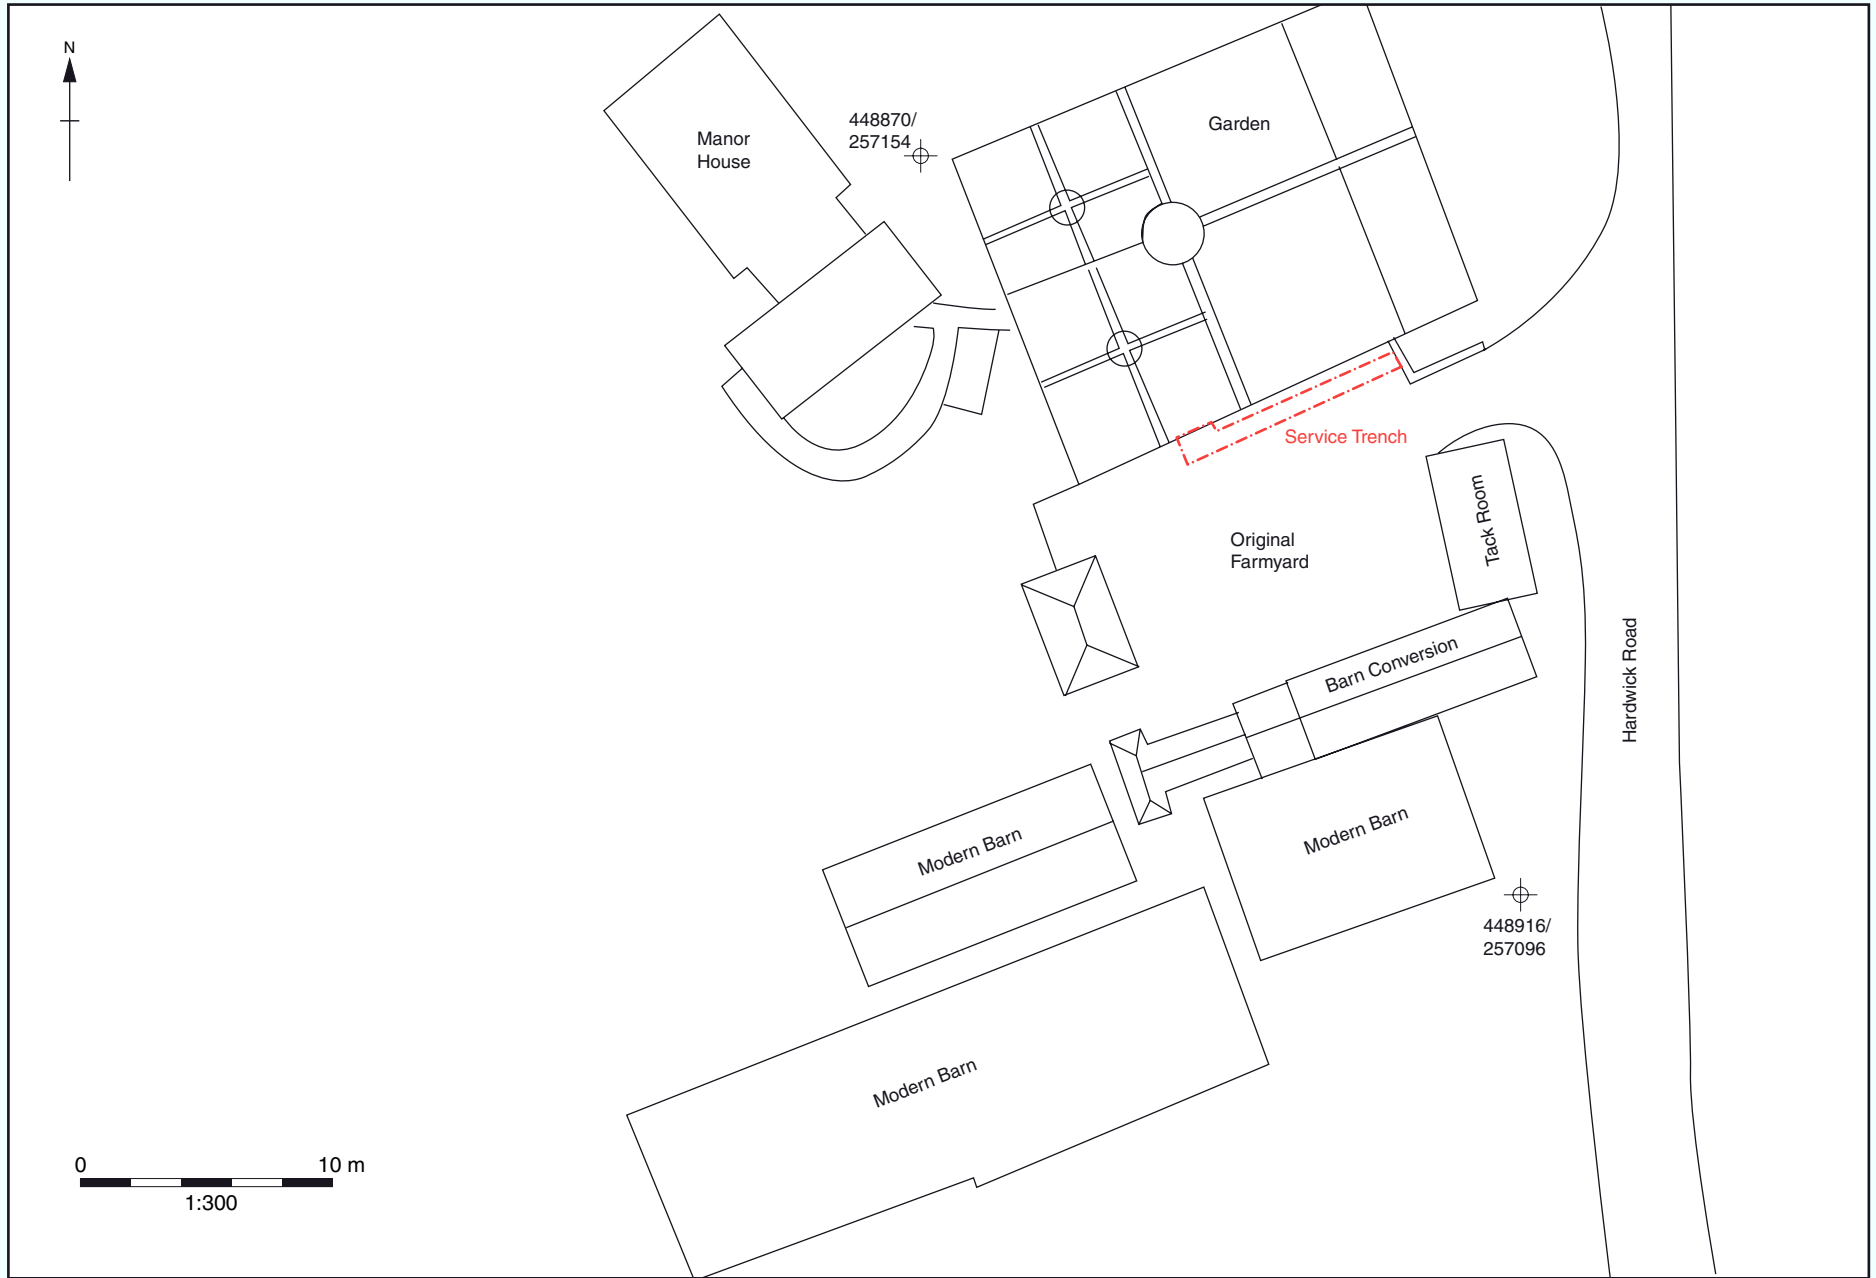 N
Manor
House
448870/
257154
Garden
Service Trench
Original
Farmyard
Tack Room
Barn Conversion
Hardwick Road
Modern Barn
Modern Barn
448916/
257096
Modern Barn
0 10 m
1:300